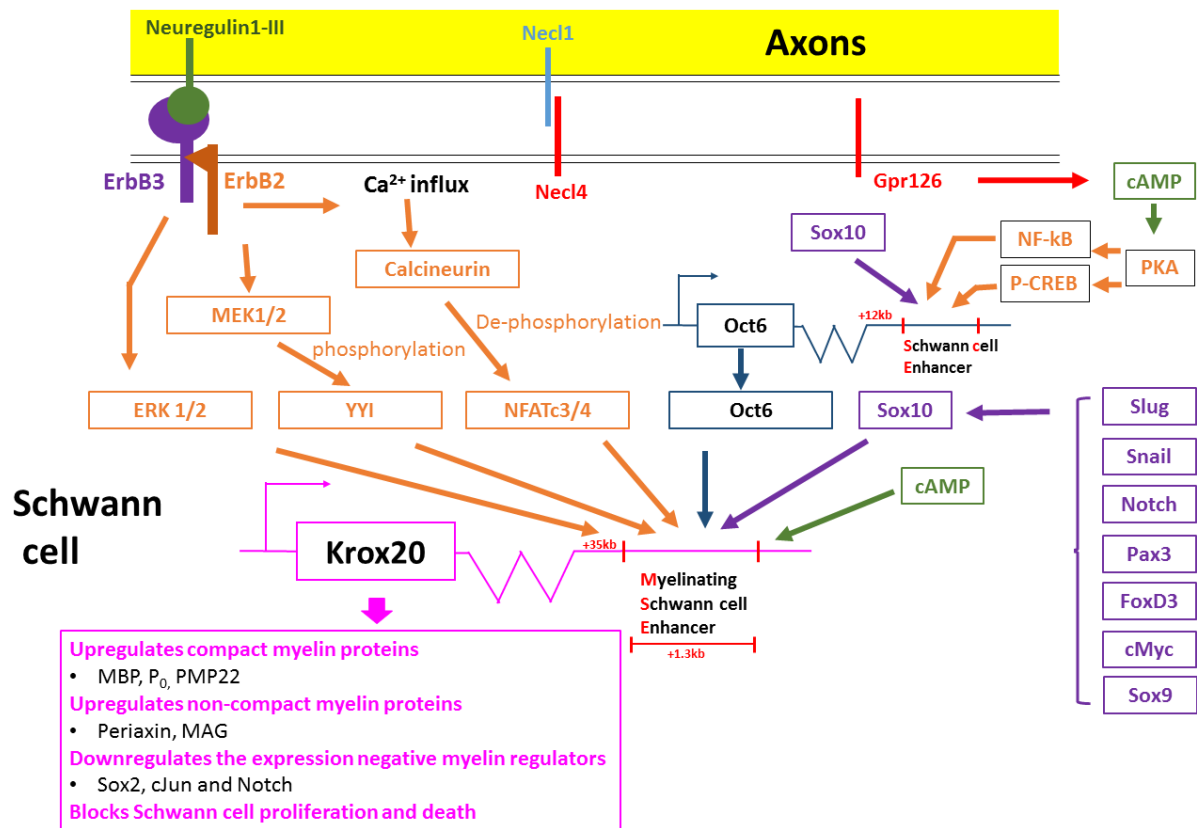 Neuregulin1-III
Necl1
Axons
ErbB3
ErbB2
Ca²⁺ influx
Necl4
Gpr126
cAMP
Sox10
NF-kB
P-CREB
PKA
Calcineurin
MEK1/2
De-phosphorylation
phosphorylation
Oct6
+12kb
Schwann cell
Enhancer
ERK 1/2
YYI
NFATc3/4
Oct6
Sox10
Slug
Snail
Notch
Pax3
FoxD3
cMyc
Sox9
cAMP
Schwann
cell
Krox20
+35kb
Myelinating
Schwann cell
Enhancer
+1.3kb
Upregulates compact myelin proteins
• MBP, P₀, PMP22
Upregulates non-compact myelin proteins
• Periaxin, MAG
Downregulates the expression negative myelin regulators
• Sox2, cJun and Notch
Blocks Schwann cell proliferation and death